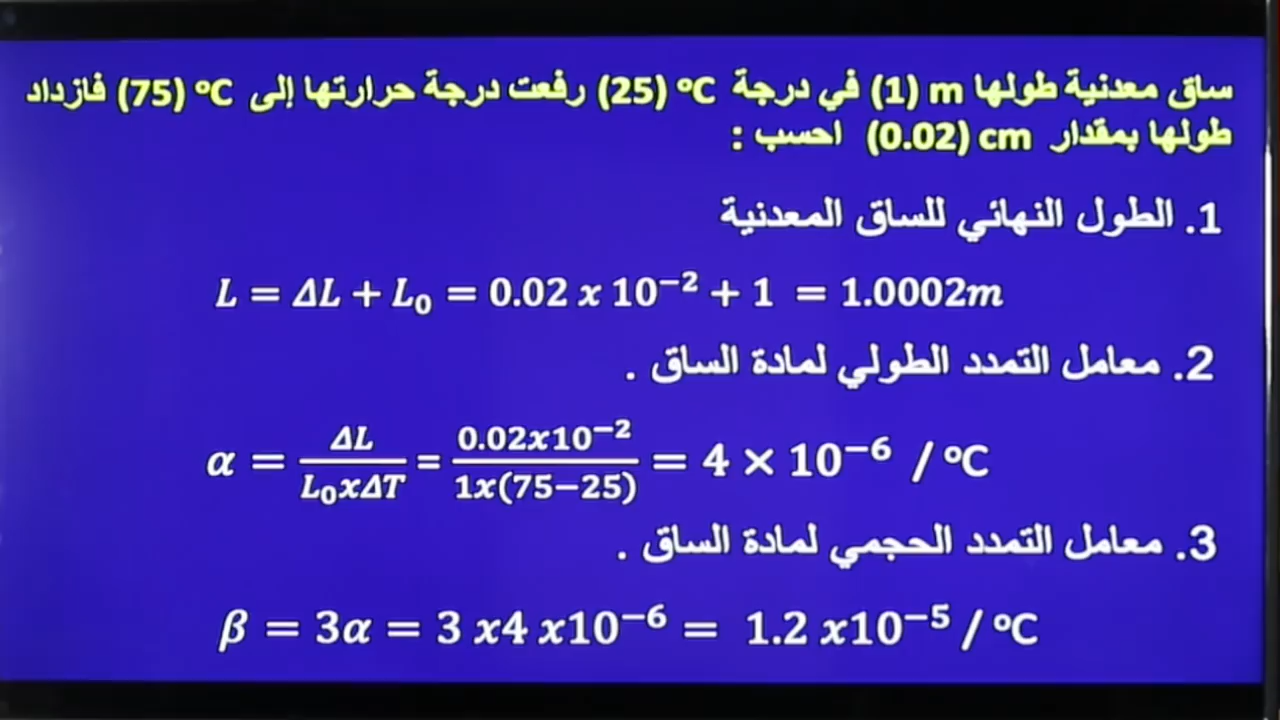 ساق معدنية طولها m (1) في درجة °C (25) رفعت درجة حرارتها إلى °C (75) فازداد
طولها بمقدار cm (0.02) احسب :
1. الطول النهائي للساق المعدنية
L = ΔL + L₀ = 0.02 x 10⁻² + 1 = 1.0002m
2. معامل التمدد الطولي لمادة الساق .
α = ΔL / L₀xΔT = 0.02x10⁻² / 1x(75−25) = 4 × 10⁻⁶ / °C
3. معامل التمدد الحجمي لمادة الساق .
β = 3α = 3 x4 x10⁻⁶ = 1.2 x10⁻⁵ / °C